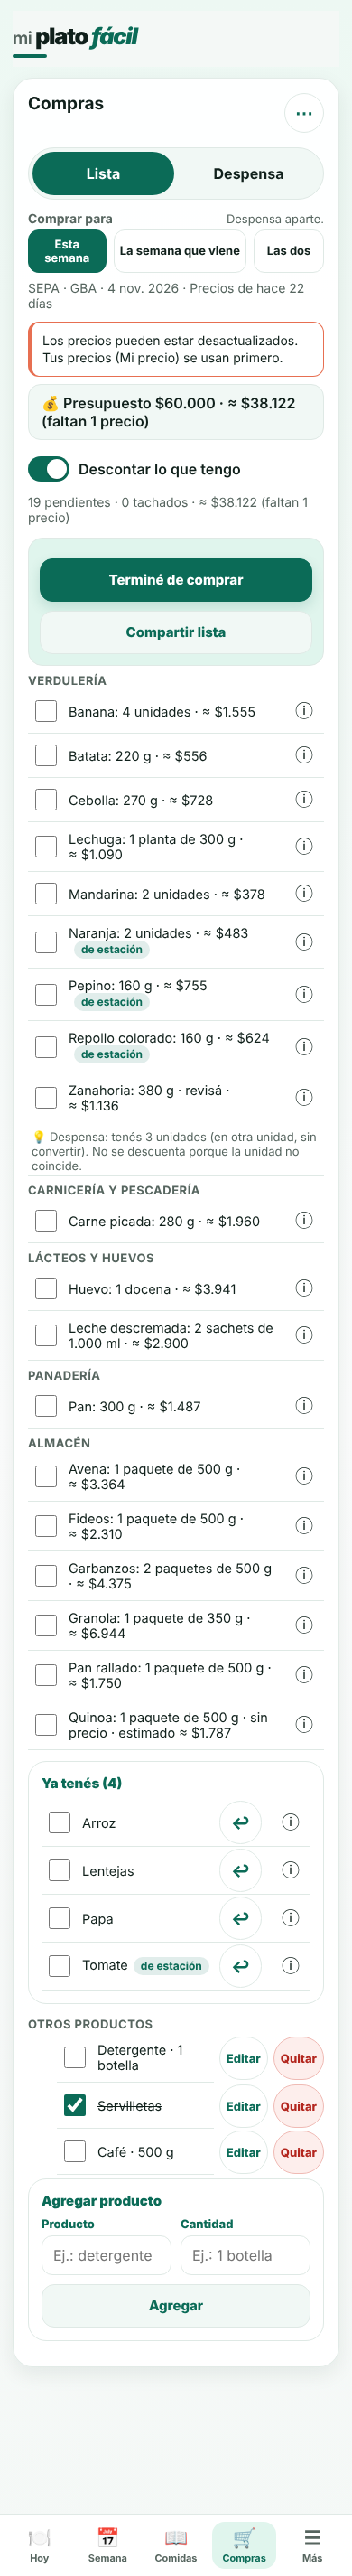 mi plato fácil
Compras
...
Lista
Despensa
Comprar para
Despensa aparte.
Esta
semana
La semana que viene
Las dos
SEPA · GBA · 4 nov. 2026 · Precios de hace 22
días
Los precios pueden estar desactualizados.
Tus precios (Mi precio) se usan primero.
💰 Presupuesto $60.000 · ≈ $38.122
(faltan 1 precio)
Descontar lo que tengo
19 pendientes · 0 tachados · ≈ $38.122 (faltan 1
precio)
Terminé de comprar
Compartir lista
VERDULERÍA
Banana: 4 unidades · ≈ $1.555 ⓘ
Batata: 220 g · ≈ $556 ⓘ
Cebolla: 270 g · ≈ $728 ⓘ
Lechuga: 1 planta de 300 g ·
≈ $1.090 ⓘ
Mandarina: 2 unidades · ≈ $378 ⓘ
Naranja: 2 unidades · ≈ $483
de estación ⓘ
Pepino: 160 g · ≈ $755
de estación ⓘ
Repollo colorado: 160 g · ≈ $624
de estación ⓘ
Zanahoria: 380 g · revisá ·
≈ $1.136 ⓘ
💡 Despensa: tenés 3 unidades (en otra unidad, sin
convertir). No se descuenta porque la unidad no
coincide.
CARNICERÍA Y PESCADERÍA
Carne picada: 280 g · ≈ $1.960 ⓘ
LÁCTEOS Y HUEVOS
Huevo: 1 docena · ≈ $3.941 ⓘ
Leche descremada: 2 sachets de
1.000 ml · ≈ $2.900 ⓘ
PANADERÍA
Pan: 300 g · ≈ $1.487 ⓘ
ALMACÉN
Avena: 1 paquete de 500 g ·
≈ $3.364 ⓘ
Fideos: 1 paquete de 500 g ·
≈ $2.310 ⓘ
Garbanzos: 2 paquetes de 500 g
· ≈ $4.375 ⓘ
Granola: 1 paquete de 350 g ·
≈ $6.944 ⓘ
Pan rallado: 1 paquete de 500 g ·
≈ $1.750 ⓘ
Quinoa: 1 paquete de 500 g · sin
precio · estimado ≈ $1.787 ⓘ
Ya tenés (4)
Arroz ↩ ⓘ
Lentejas ↩ ⓘ
Papa ↩ ⓘ
Tomate de estación ↩ ⓘ
OTROS PRODUCTOS
Detergente · 1
botella
Editar
Quitar
Servilletas
Editar
Quitar
Café · 500 g
Editar
Quitar
Agregar producto
Producto
Cantidad
Ej.: detergente
Ej.: 1 botella
Agregar
Hoy
Semana
Comidas
Compras
Más